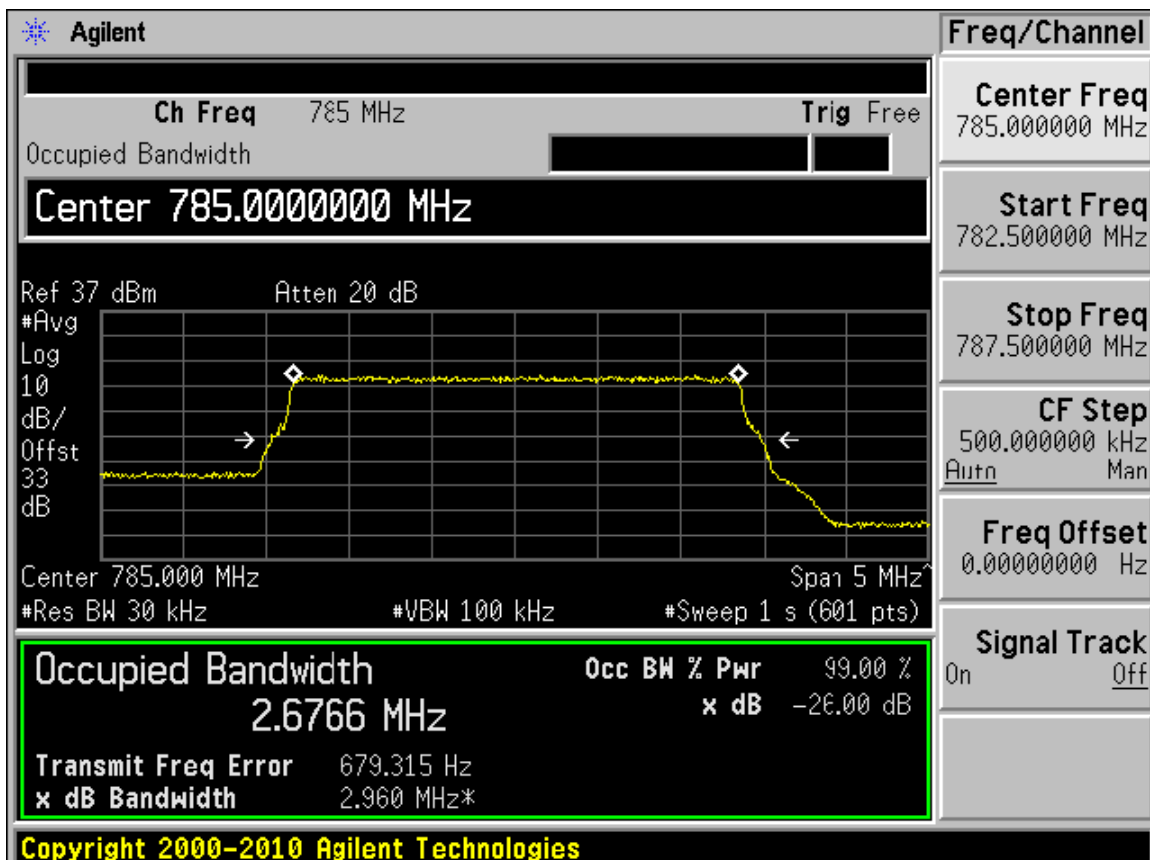 Agilent
Freq/Channel
Ch Freq 785 MHz Trig Free
Occupied Bandwidth
Center 785.0000000 MHz
Ref 37 dBm Atten 20 dB
#Avg
Log
10
dB/
Offst
33
dB
Center 785.000 MHz Span 5 MHz^
#Res BW 30 kHz #VBW 100 kHz #Sweep 1 s (601 pts)
Occupied Bandwidth
2.6766 MHz
Occ BW % Pwr 99.00 %
x dB -26.00 dB
Transmit Freq Error 679.315 Hz
x dB Bandwidth 2.960 MHz*
Copyright 2000-2010 Agilent Technologies
Center Freq
785.000000 MHz
Start Freq
782.500000 MHz
Stop Freq
787.500000 MHz
CF Step
500.000000 kHz
Auto Man
Freq Offset
0.00000000 Hz
Signal Track
On Off